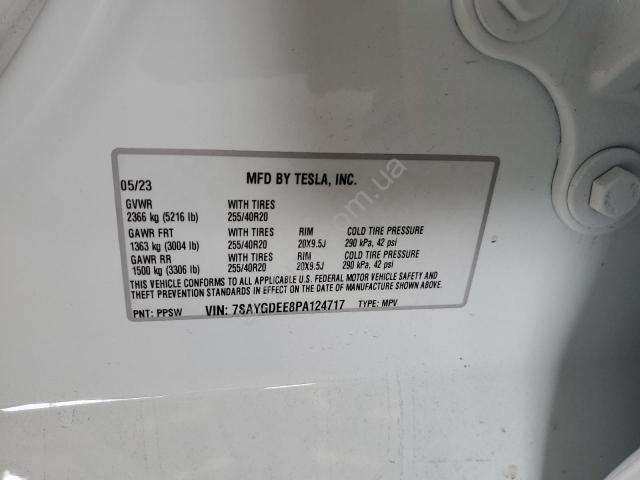 05/23 MFD BY TESLA, INC.
GVWR WITH TIRES
2366 kg (5216 lb) 255/40R20
GAWR FRT WITH TIRES RIM COLD TIRE PRESSURE
1363 kg (3004 lb) 255/40R20 20X9.5J 290 kPa, 42 psi
GAWR RR WITH TIRES RIM COLD TIRE PRESSURE
1500 kg (3306 lb) 255/40R20 20X9.5J 290 kPa, 42 psi
THIS VEHICLE CONFORMS TO ALL APPLICABLE U.S. FEDERAL MOTOR VEHICLE SAFETY AND
THEFT PREVENTION STANDARDS IN EFFECT ON THE DATE OF MANUFACTURE SHOWN ABOVE.
PNT: PPSW VIN: 7SAYGDEE8PA124717 TYPE: MPV